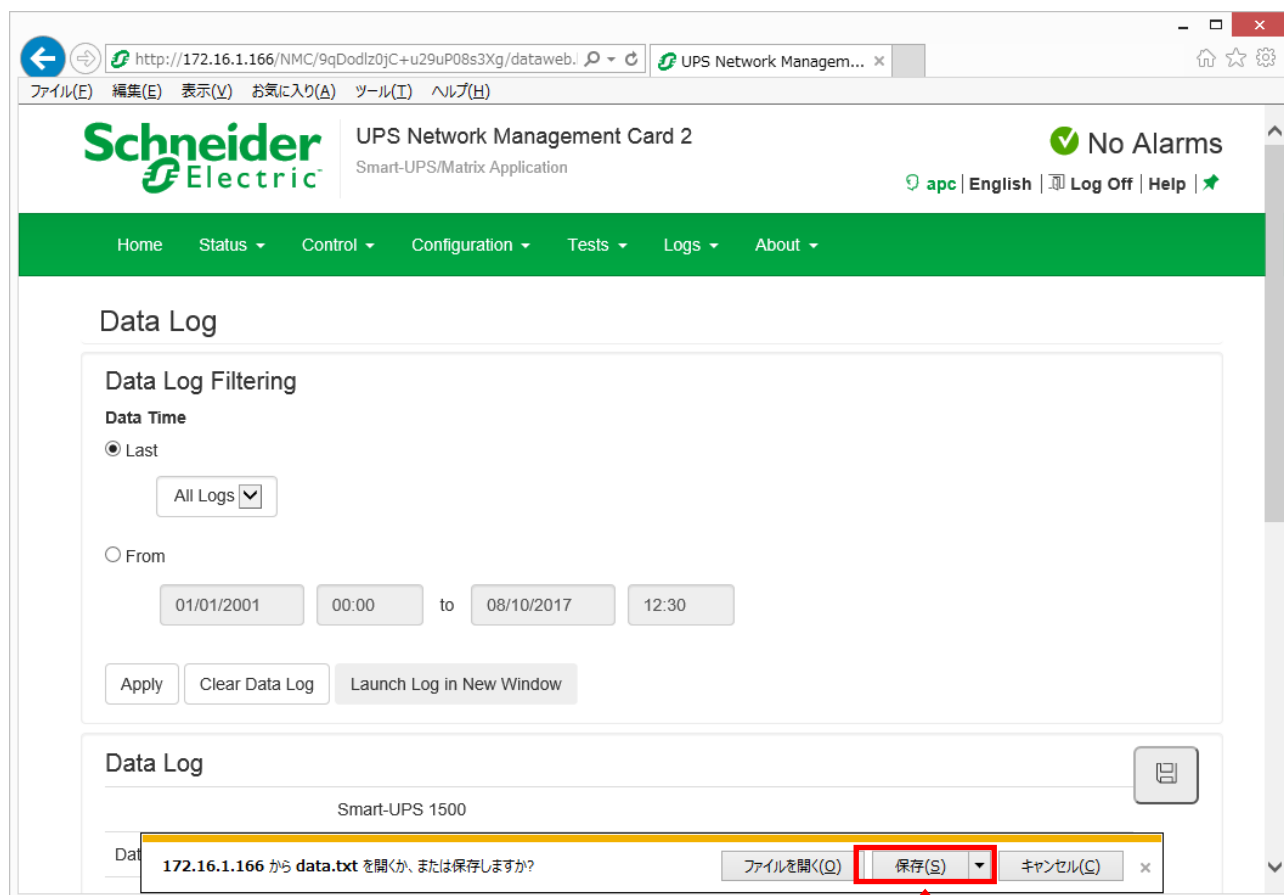 http://172.16.1.166/NMC/9qDodlz0jC+u29uP08s3Xg/dataweb.
UPS Network Managem...
ファイル(F) 編集(E) 表示(V) お気に入り(A) ツール(T) ヘルプ(H)
Schneider
Electric
UPS Network Management Card 2
Smart-UPS/Matrix Application
No Alarms
apc | English | Log Off | Help |
Home Status Control Configuration Tests Logs About
Data Log
Data Log Filtering
Data Time
Last
All Logs
From
01/01/2001 00:00 to 08/10/2017 12:30
Apply Clear Data Log Launch Log in New Window
Data Log
Smart-UPS 1500
Dat
172.16.1.166 から data.txt を開くか、または保存しますか?
ファイルを開く(O) 保存(S) キャンセル(C) ×